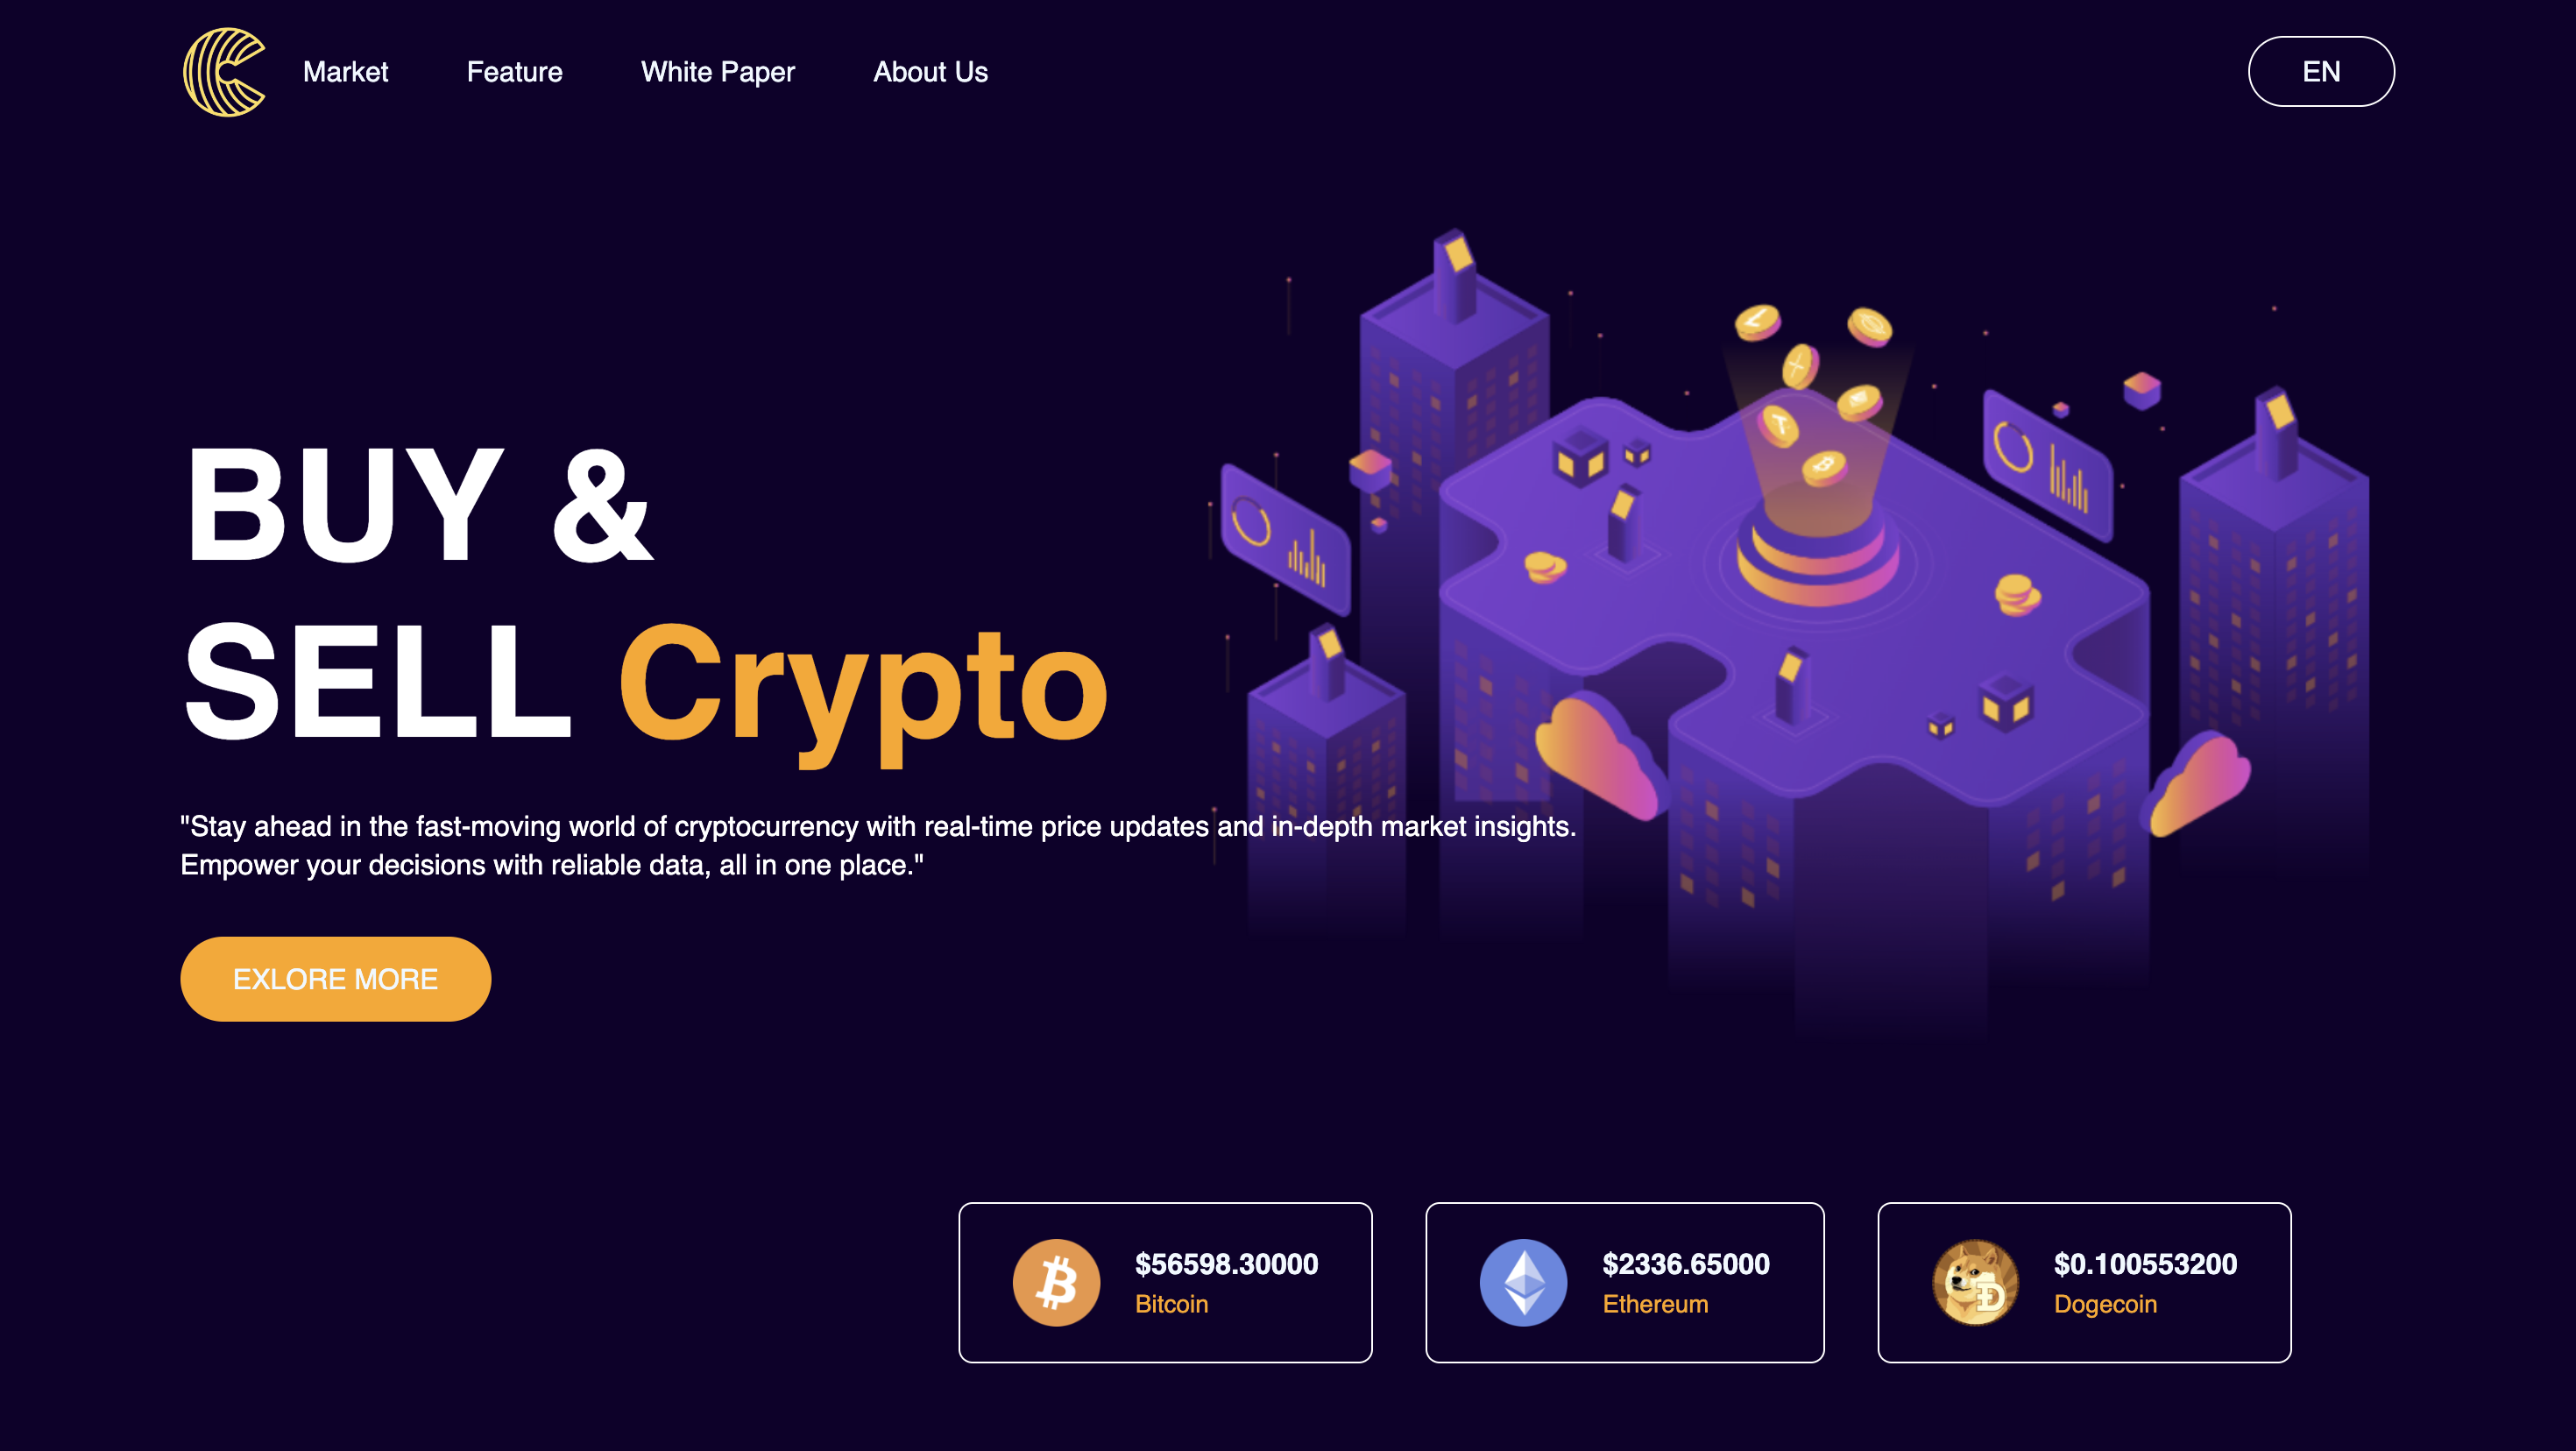 Market
Feature
White Paper
About Us
EN
BUY &
SELL Crypto
"Stay ahead in the fast-moving world of cryptocurrency with real-time price updates and in-depth market insights.
Empower your decisions with reliable data, all in one place."
EXLORE MORE
$56598.30000
Bitcoin
$2336.65000
Ethereum
$0.100553200
Dogecoin